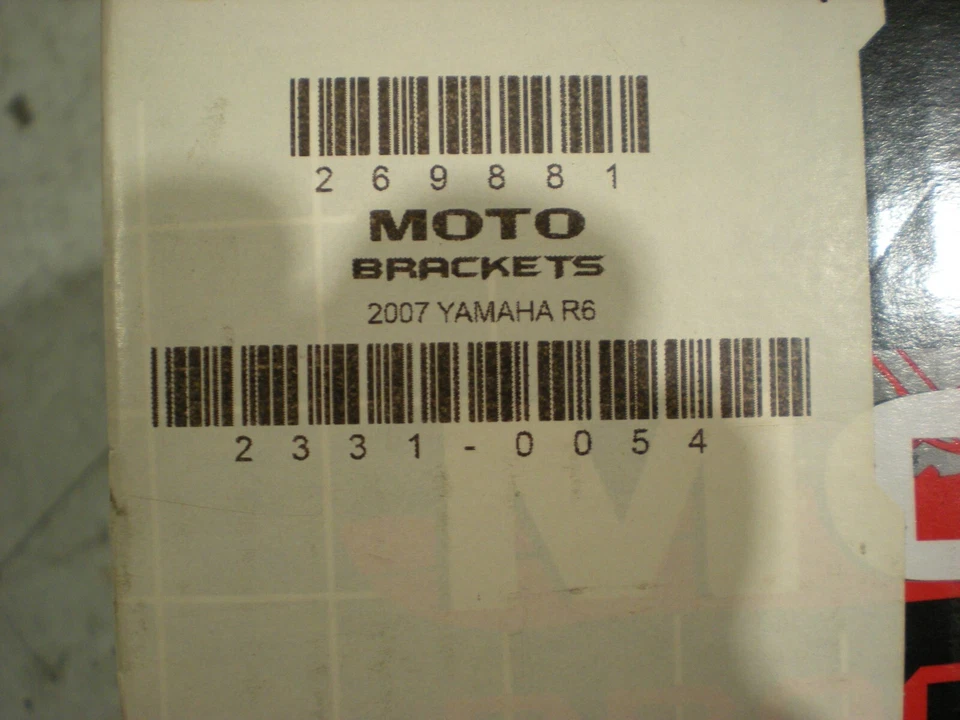 269881
MOTO
BRACKETS
2007 YAMAHA R6
2331-0054